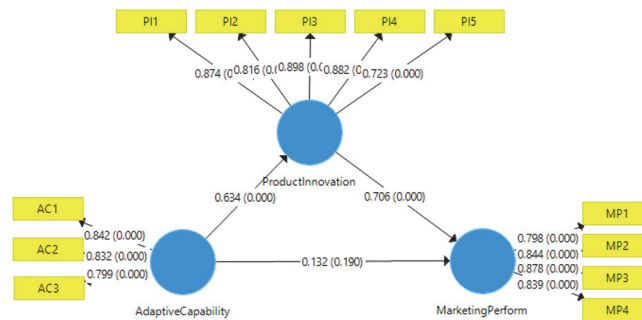 PI1 PI2 PI3 PI4 PI5
0.874 (0. 0.816 (0.0 0.898 (0.0 0.882 (0. 0.723 (0.000)
ProductInnovation
0.634 (0.000) 0.706 (0.000)
AC1
0.842 (0.000)
AC2
0.832 (0.000)
0.799 (0.000)
AC3
AdaptiveCapability
0.132 (0.190)
MP1
0.798 (0.000)
MP2
0.844 (0.000)
0.878 (0.000)
MP3
0.839 (0.000)
MP4
MarketingPerform